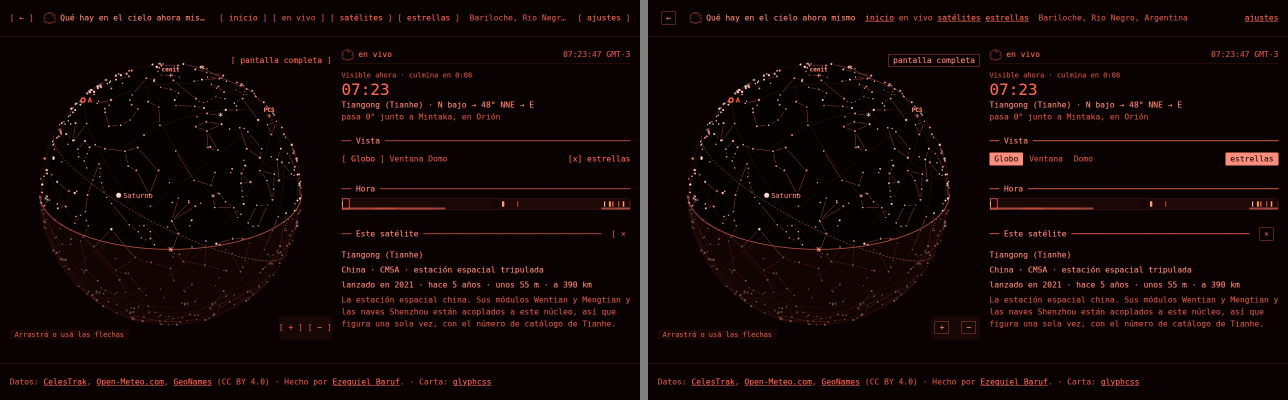 [ ← ] Qué hay en el cielo ahora mis… [ inicio ] [ en vivo ] [ satélites ] [ estrellas ] Bariloche, Río Negr… [ ajustes ]
[ pantalla completa ]
cenit
A
PCS
Saturno
Arrastrá o usá las flechas
[ + ] [ − ]
en vivo 07:23:47 GMT-3
Visible ahora · culmina en 0:08
07:23
Tiangong (Tianhe) · N bajo → 48° NNE → E
pasa 0° junto a Mintaka, en Orión
Vista
[ Globo ] Ventana Domo [x] estrellas
Hora
Este satélite [ ×
Tiangong (Tianhe)
China · CMSA · estación espacial tripulada
lanzado en 2021 · hace 5 años · unos 55 m · a 390 km
La estación espacial china. Sus módulos Wentian y Mengtian y
las naves Shenzhou están acoplados a este núcleo, así que
figura una sola vez, con el número de catálogo de Tianhe.
Datos: CelesTrak, Open-Meteo.com, GeoNames (CC BY 4.0) · Hecho por Ezequiel Baruf. · Carta: glyphcss
← Qué hay en el cielo ahora mismo inicio en vivo satélites estrellas Bariloche, Río Negro, Argentina ajustes
pantalla completa
cenit
A
PCS
Saturno
Arrastrá o usá las flechas
+ −
en vivo 07:23:47 GMT-3
Visible ahora · culmina en 0:08
07:23
Tiangong (Tianhe) · N bajo → 48° NNE → E
pasa 0° junto a Mintaka, en Orión
Vista
Globo Ventana Domo estrellas
Hora
Este satélite ×
Tiangong (Tianhe)
China · CMSA · estación espacial tripulada
lanzado en 2021 · hace 5 años · unos 55 m · a 390 km
La estación espacial china. Sus módulos Wentian y Mengtian y
las naves Shenzhou están acoplados a este núcleo, así que
figura una sola vez, con el número de catálogo de Tianhe.
Datos: CelesTrak, Open-Meteo.com, GeoNames (CC BY 4.0) · Hecho por Ezequiel Baruf. · Carta: glyphcss